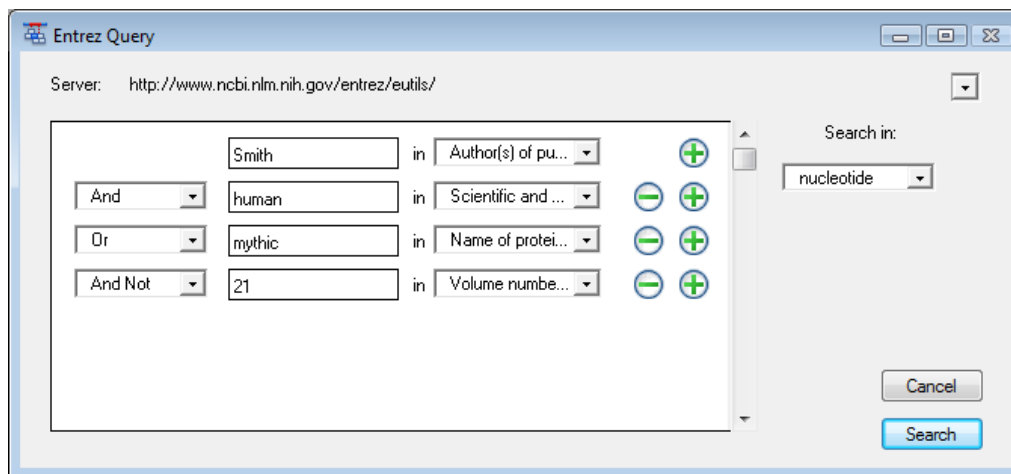 Entrez Query
Server: http://www.ncbi.nlm.nih.gov/entrez/eutils/
Search in:
Smith in Author(s) of pu...
nucleotide
And human in Scientific and ...
Or mythic in Name of protei...
And Not 21 in Volume numbe...
Cancel
Search